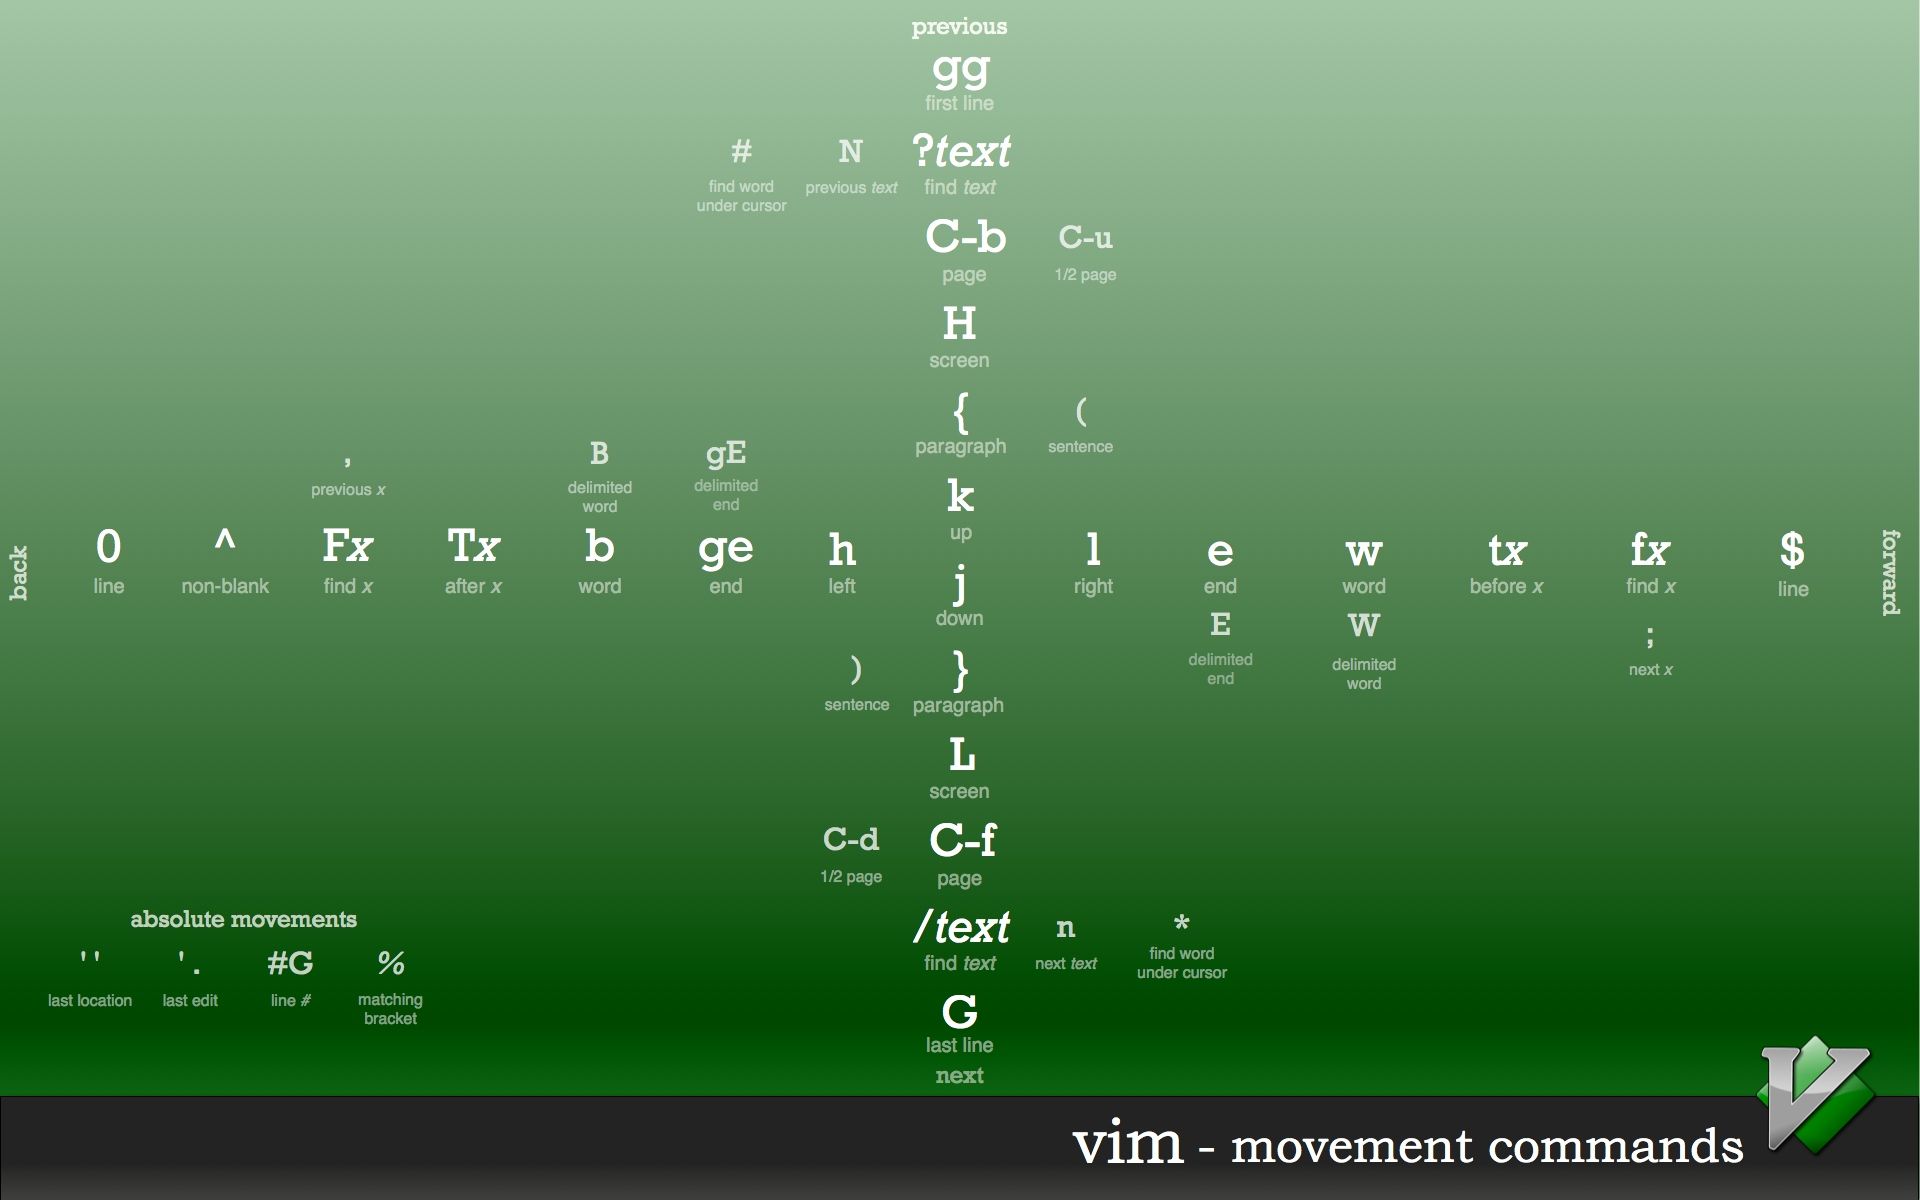 previous
gg
first line
# N ?text
find word previous text find text
under cursor
C-b C-u
page 1/2 page
H
screen
{ (
paragraph sentence
, B gE
previous x delimited delimited
word end
k
up
back 0 ^ Fx Tx b ge h l e w tx fx $ forward
line non-blank find x after x word end left right end word before x find x line
j
down
E W ;
delimited delimited next x
end word
) }
sentence paragraph
L
screen
C-d C-f
1/2 page page
/text n *
find text next text find word
under cursor
absolute movements
'' '. #G %
last location last edit line # matching
bracket
G
last line
next
vim - movement commands